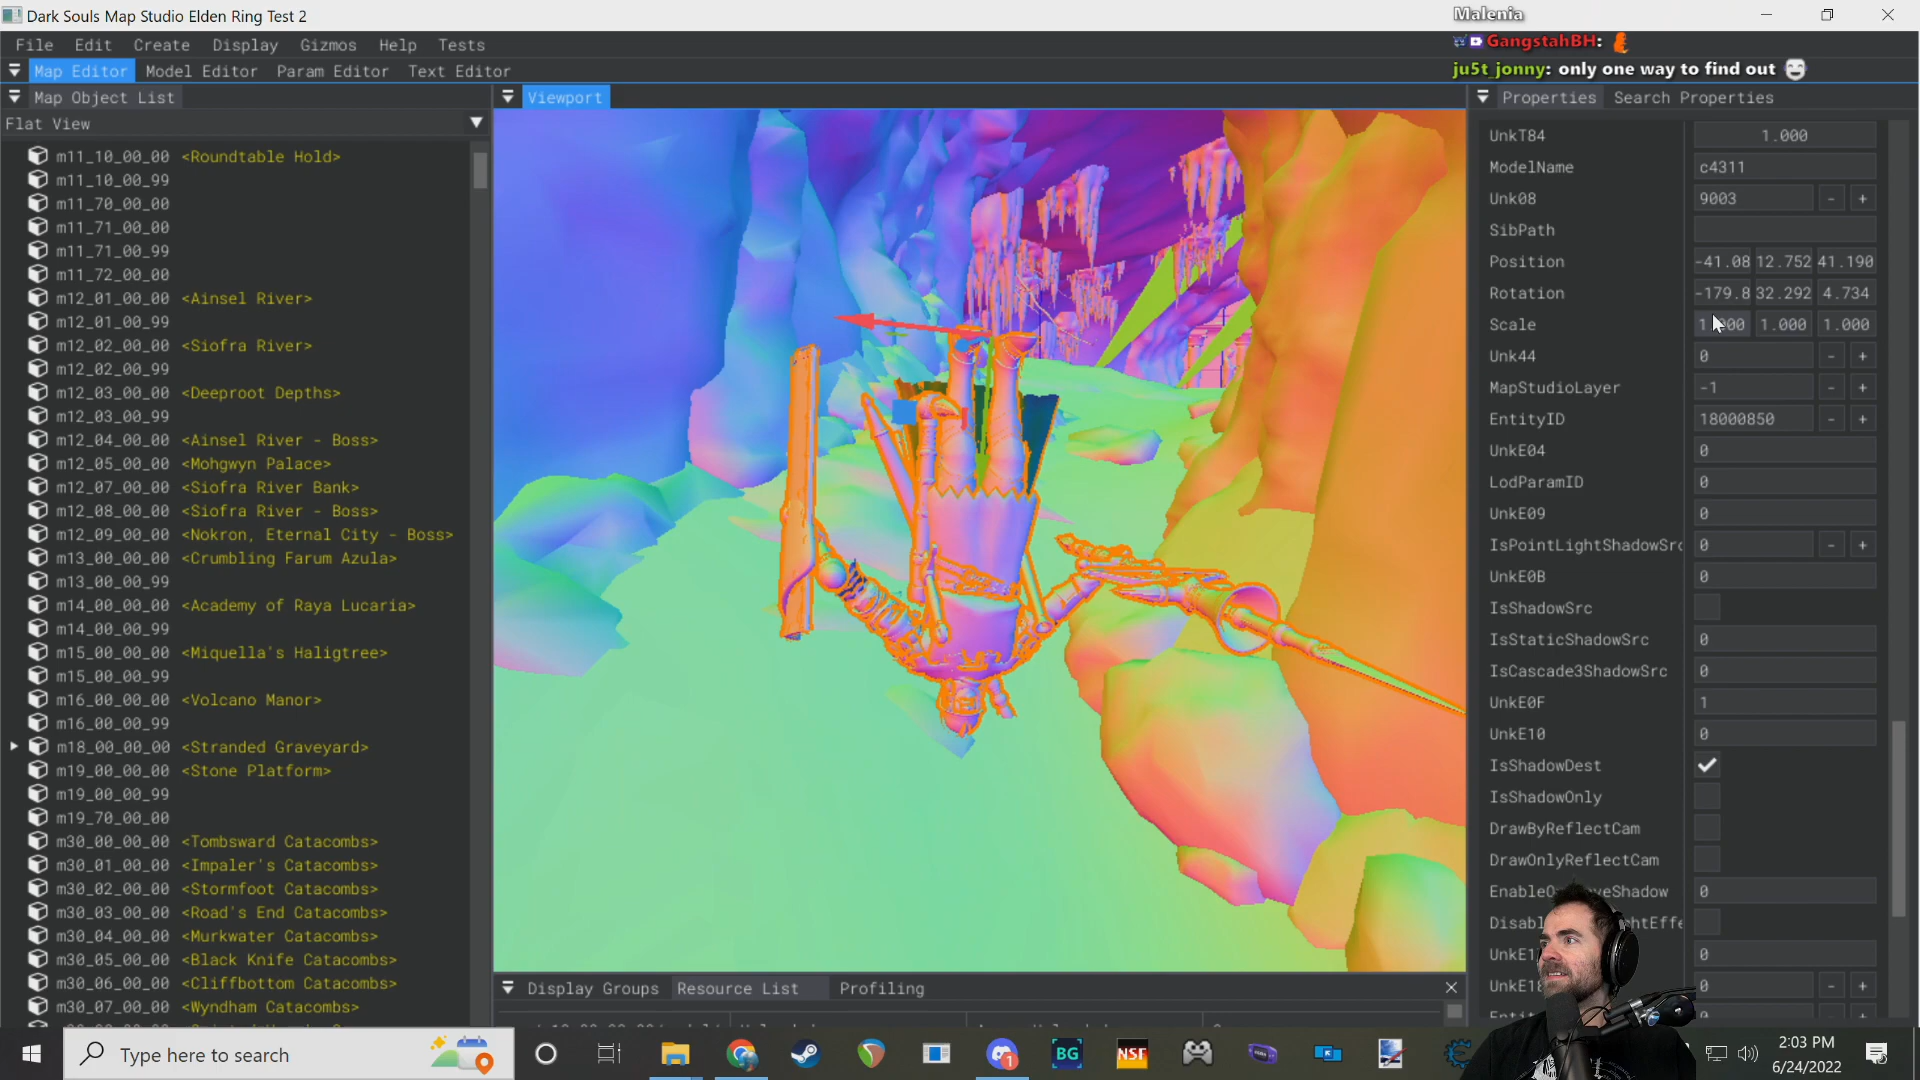 Dark Souls Map Studio Elden Ring Test 2
Malenia
File Edit Create Display Gizmos Help Tests
GangstahBH:
Map Editor Model Editor Param Editor Text Editor
ju5t_jonny: only one way to find out
Map Object List
Viewport
Properties Search Properties
Flat View
m11_10_00_00 <Roundtable Hold>
m11_10_00_99
m11_70_00_00
m11_71_00_00
m11_71_00_99
m11_72_00_00
m12_01_00_00 <Ainsel River>
m12_01_00_99
m12_02_00_00 <Siofra River>
m12_02_00_99
m12_03_00_00 <Deeproot Depths>
m12_03_00_99
m12_04_00_00 <Ainsel River - Boss>
m12_05_00_00 <Mohgwyn Palace>
m12_07_00_00 <Siofra River Bank>
m12_08_00_00 <Siofra River - Boss>
m12_09_00_00 <Nokron, Eternal City - Boss>
m13_00_00_00 <Crumbling Farum Azula>
m13_00_00_99
m14_00_00_00 <Academy of Raya Lucaria>
m14_00_00_99
m15_00_00_00 <Miquella's Haligtree>
m15_00_00_99
m16_00_00_00 <Volcano Manor>
m16_00_00_99
m18_00_00_00 <Stranded Graveyard>
m19_00_00_00 <Stone Platform>
m19_00_00_99
m19_70_00_00
m30_00_00_00 <Tombsward Catacombs>
m30_01_00_00 <Impaler's Catacombs>
m30_02_00_00 <Stormfoot Catacombs>
m30_03_00_00 <Road's End Catacombs>
m30_04_00_00 <Murkwater Catacombs>
m30_05_00_00 <Black Knife Catacombs>
m30_06_00_00 <Cliffbottom Catacombs>
m30_07_00_00 <Wyndham Catacombs>
UnkT84 1.000
ModelName c4311
Unk08 9003 - +
SibPath
Position -41.08 12.752 41.190
Rotation -179.8 32.292 4.734
Scale 1.000 1.000 1.000
Unk44 0 - +
MapStudioLayer -1 - +
EntityID 18000850 - +
UnkE04 0
LodParamID 0
UnkE09 0
IsPointLightShadowSrc 0 - +
UnkE0B 0
IsShadowSrc
IsStaticShadowSrc 0
IsCascade3ShadowSrc 0
UnkE0F 1
UnkE10 0
IsShadowDest
IsShadowOnly
DrawByReflectCam
DrawOnlyReflectCam
0
0
0 - +
Display Groups Resource List Profiling
Type here to search
BG
NSF
1
2:03 PM
6/24/2022